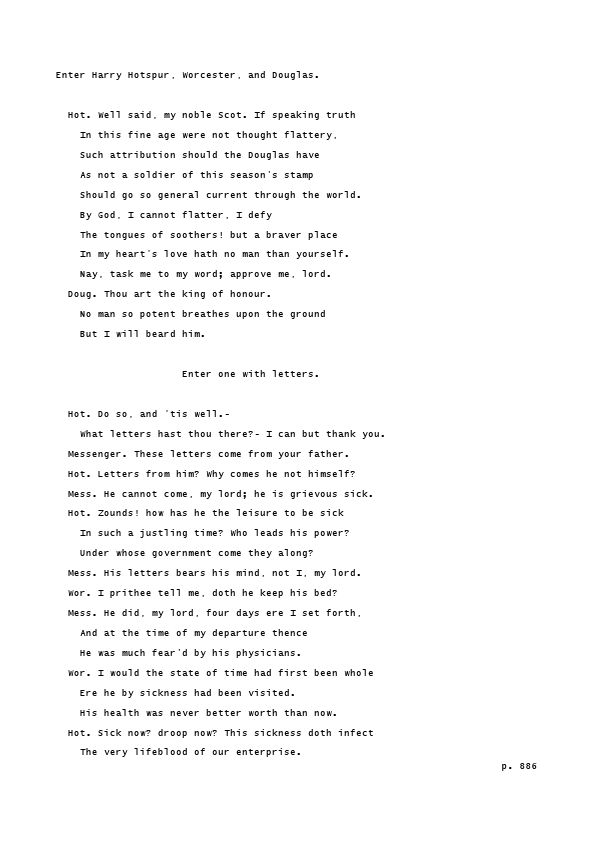 Enter Harry Hotspur, Worcester, and Douglas.

Hot. Well said, my noble Scot. If speaking truth
In this fine age were not thought flattery,
Such attribution should the Douglas have
As not a soldier of this season's stamp
Should go so general current through the world.
By God, I cannot flatter, I defy
The tongues of soothers! but a braver place
In my heart's love hath no man than yourself.
Nay, task me to my word; approve me, lord.
Doug. Thou art the king of honour.
No man so potent breathes upon the ground
But I will beard him.

Enter one with letters.

Hot. Do so, and 'tis well.-
What letters hast thou there?- I can but thank you.
Messenger. These letters come from your father.
Hot. Letters from him? Why comes he not himself?
Mess. He cannot come, my lord; he is grievous sick.
Hot. Zounds! how has he the leisure to be sick
In such a justling time? Who leads his power?
Under whose government come they along?
Mess. His letters bears his mind, not I, my lord.
Wor. I prithee tell me, doth he keep his bed?
Mess. He did, my lord, four days ere I set forth,
And at the time of my departure thence
He was much fear'd by his physicians.
Wor. I would the state of time had first been whole
Ere he by sickness had been visited.
His health was never better worth than now.
Hot. Sick now? droop now? This sickness doth infect
The very lifeblood of our enterprise.
p. 886